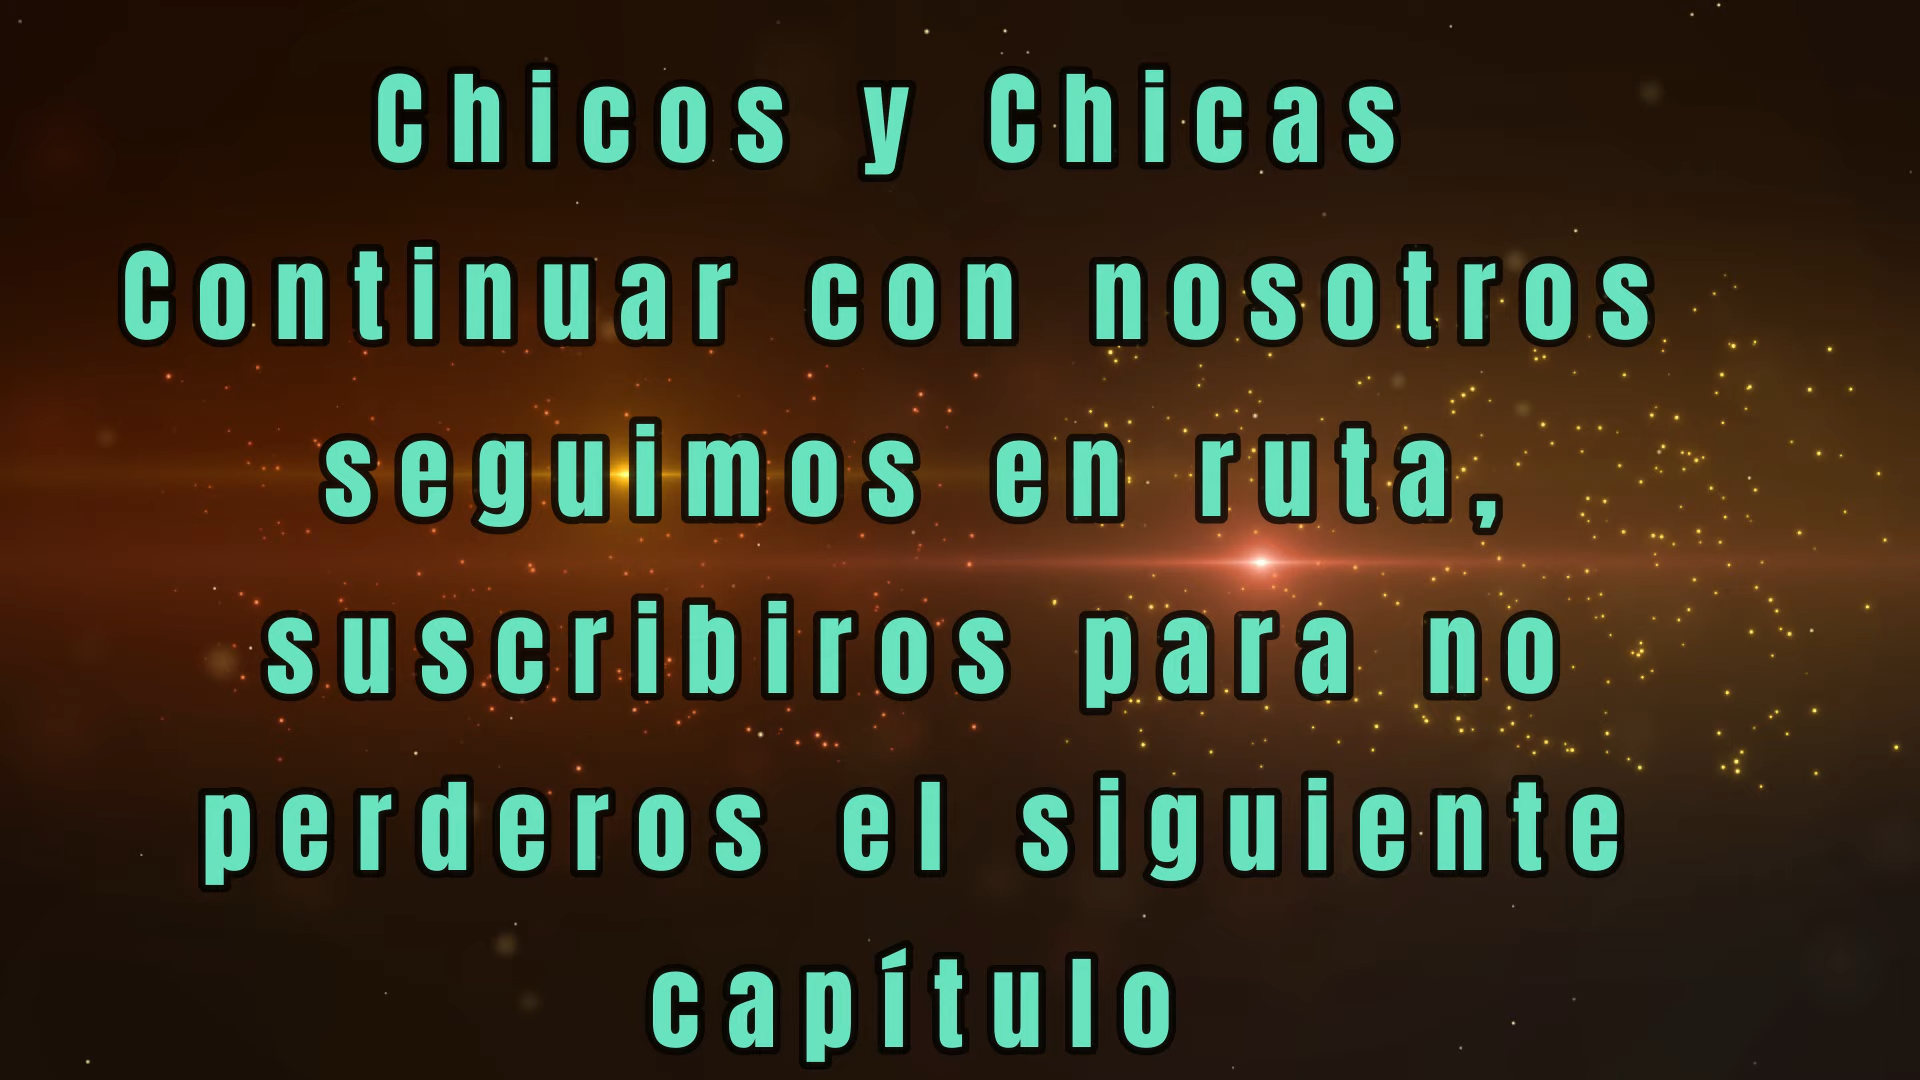 Chicos y Chicas
Continuar con nosotros
seguimos en ruta,
suscribiros para no
perderos el siguiente
capítulo